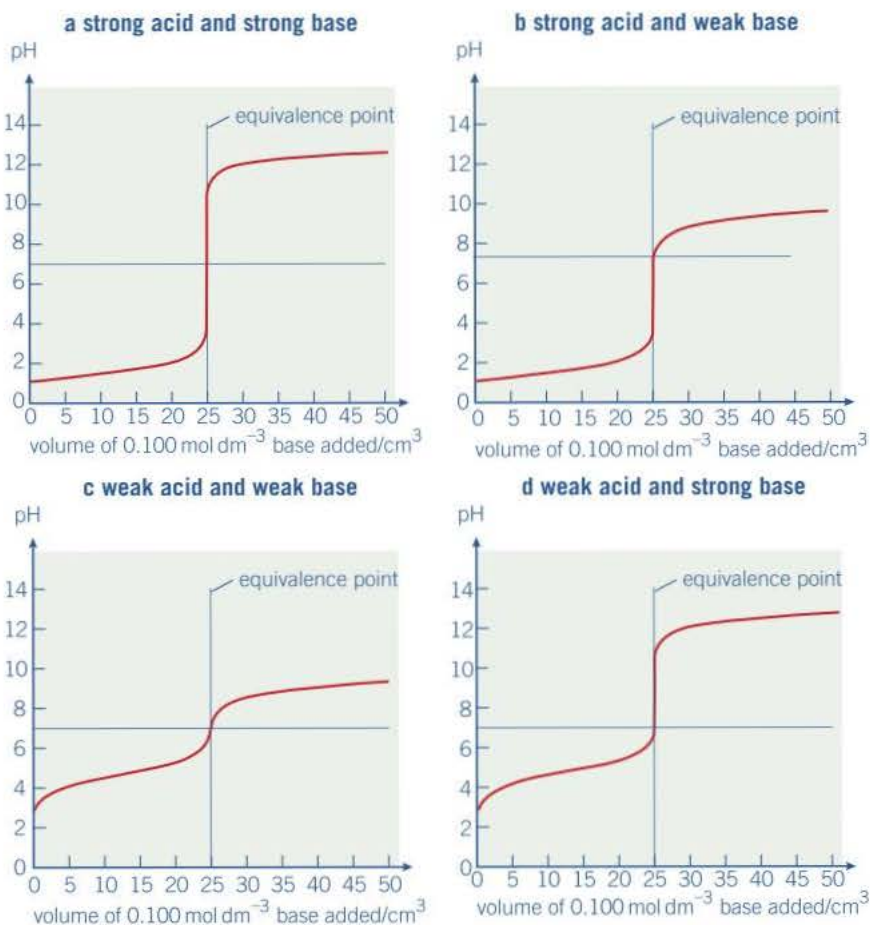 a strong acid and strong base
pH
equivalence point
14
12
10
8
6
4
2
0
0 5 10 15 20 25 30 35 40 45 50
volume of 0.100 mol dm⁻³ base added/cm³
b strong acid and weak base
pH
equivalence point
14
12
10
8
6
4
2
0
0 5 10 15 20 25 30 35 40 45 50
volume of 0.100 mol dm⁻³ base added/cm³
c weak acid and weak base
pH
equivalence point
14
12
10
8
6
4
2
0
0 5 10 15 20 25 30 35 40 45 50
volume of 0.100 mol dm⁻³ base added/cm³
d weak acid and strong base
pH
equivalence point
14
12
10
8
6
4
2
0
0 5 10 15 20 25 30 35 40 45 50
volume of 0.100 mol dm⁻³ base added/cm³